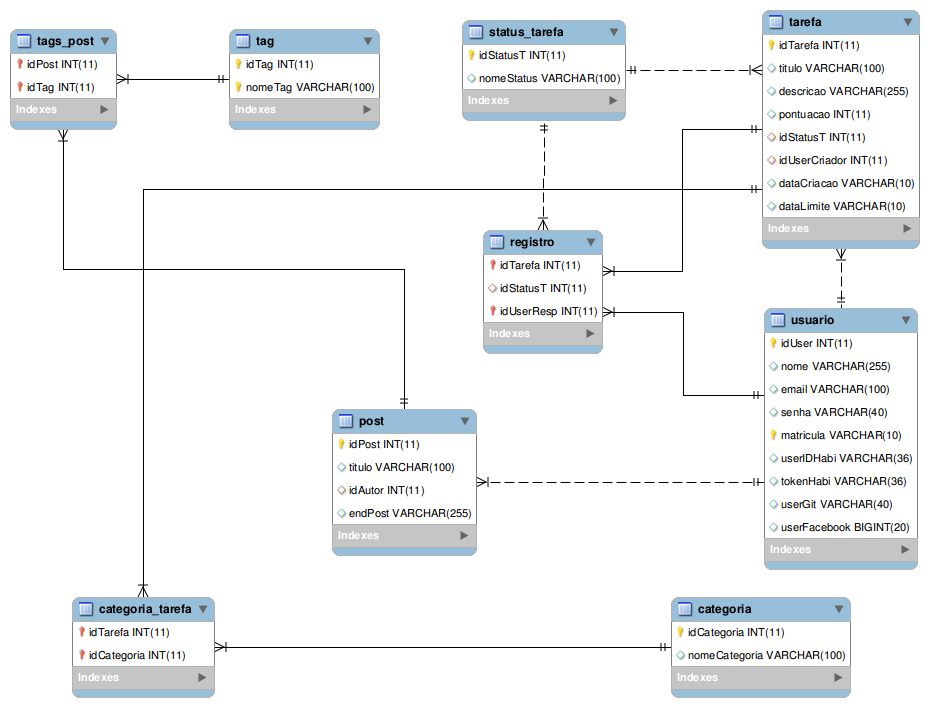 tags_post
idPost INT(11)
idTag INT(11)
Indexes
tag
idTag INT(11)
nomeTag VARCHAR(100)
Indexes
status_tarefa
idStatusT INT(11)
nomeStatus VARCHAR(100)
Indexes
tarefa
idTarefa INT(11)
titulo VARCHAR(100)
descricao VARCHAR(255)
pontuacao INT(11)
idStatusT INT(11)
idUserCriador INT(11)
dataCriacao VARCHAR(10)
dataLimite VARCHAR(10)
Indexes
registro
idTarefa INT(11)
idStatusT INT(11)
idUserResp INT(11)
Indexes
usuario
idUser INT(11)
nome VARCHAR(255)
email VARCHAR(100)
senha VARCHAR(40)
matricula VARCHAR(10)
userIDHabi VARCHAR(36)
tokenHabi VARCHAR(36)
userGit VARCHAR(40)
userFacebook BIGINT(20)
Indexes
post
idPost INT(11)
titulo VARCHAR(100)
idAutor INT(11)
endPost VARCHAR(255)
Indexes
categoria_tarefa
idTarefa INT(11)
idCategoria INT(11)
Indexes
categoria
idCategoria INT(11)
nomeCategoria VARCHAR(100)
Indexes